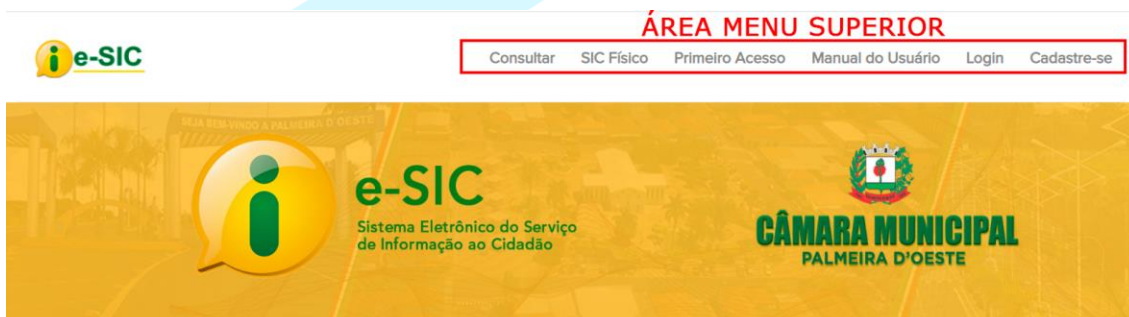 ÁREA MENU SUPERIOR
e-SIC
Consultar SIC Físico Primeiro Acesso Manual do Usuário Login Cadastre-se
SEJA BEM-VINDO A PALMEIRA D'OESTE
e-SIC
Sistema Eletrônico do Serviço
de Informação ao Cidadão
CÂMARA MUNICIPAL
PALMEIRA D'OESTE